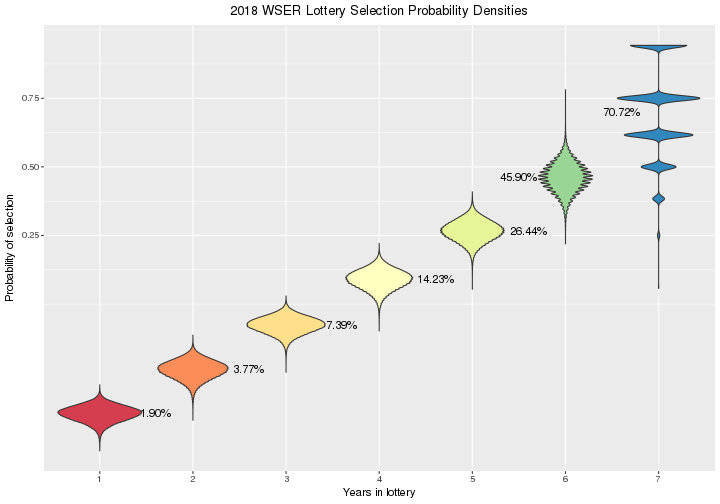 2018 WSER Lottery Selection Probability Densities
0.75
70.72%
0.50
45.90%
0.25
26.44%
14.23%
7.39%
3.77%
1.90%
Probability of selection
1 2 3 4 5 6 7
Years in lottery